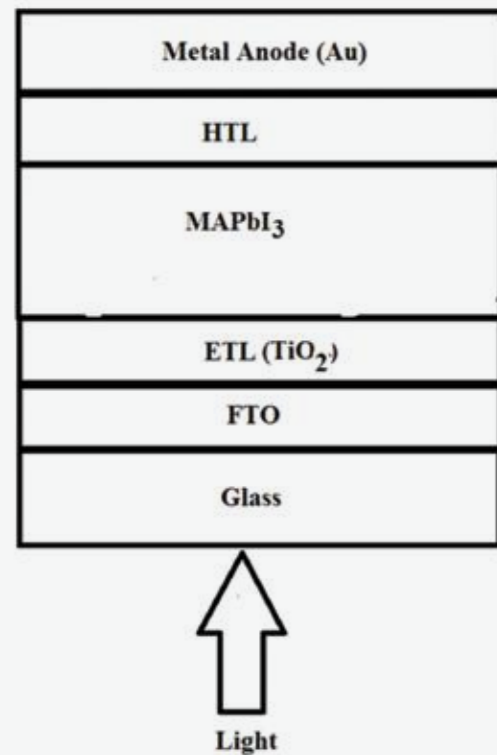 Metal Anode (Au)
HTL
MAPbI₃
ETL (TiO₂)
FTO
Glass
Light